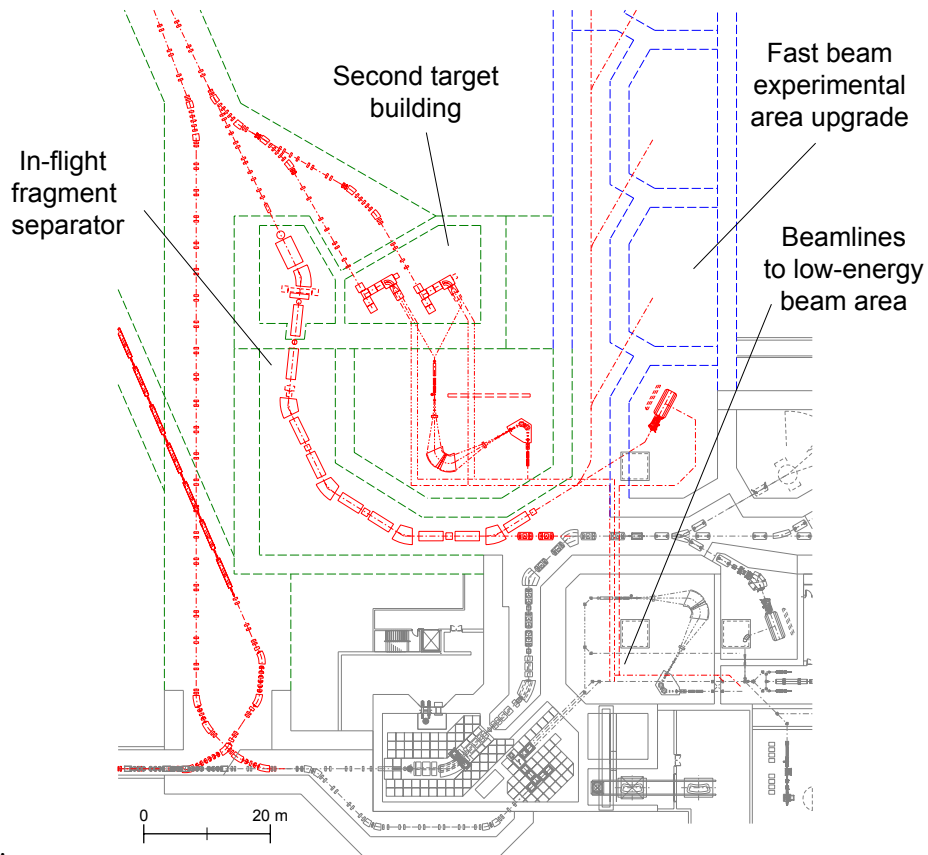 Second target
building
Fast beam
experimental
area upgrade
In-flight
fragment
separator
Beamlines
to low-energy
beam area
0 20 m